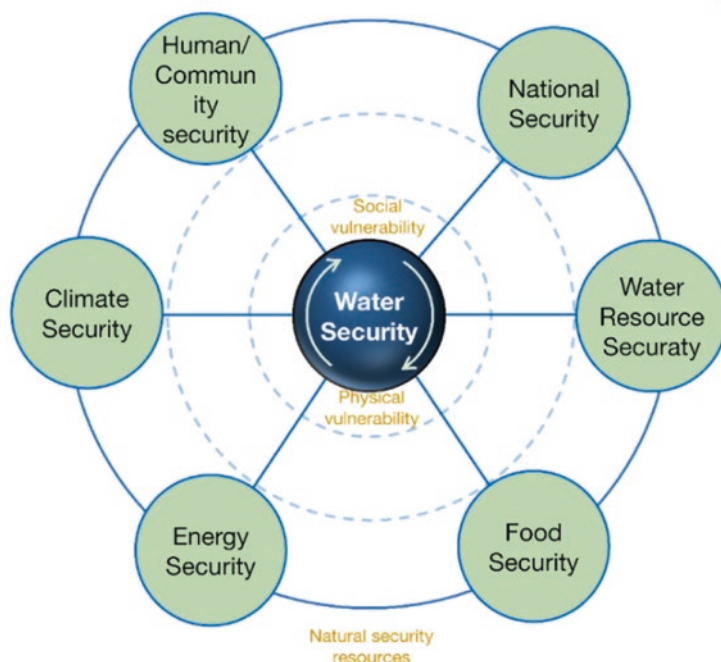 Human/
Commun
ity
security
National
Security
Social
vulnerability
Climate
Security
Water
Security
Water
Resource
Securaty
Physical
vulnerability
Energy
Security
Food
Security
Natural security
resources